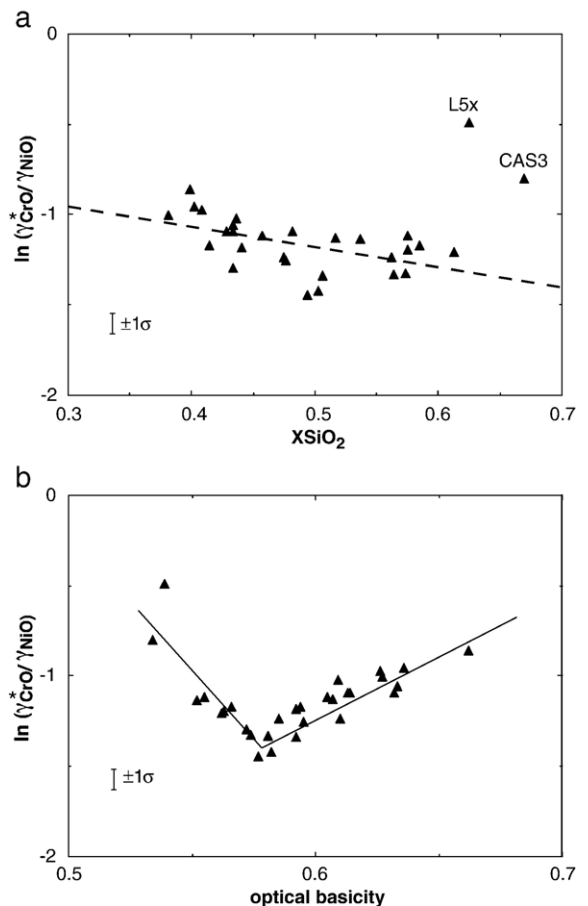 a
0
L5x
CAS3
ln (γ*CrO/ γNiO)
-1
±1σ
-2
0.3 0.4 0.5 0.6 0.7
XSiO2
b
0
ln (γ*CrO/ γNiO)
-1
±1σ
-2
0.5 0.6 0.7
optical basicity